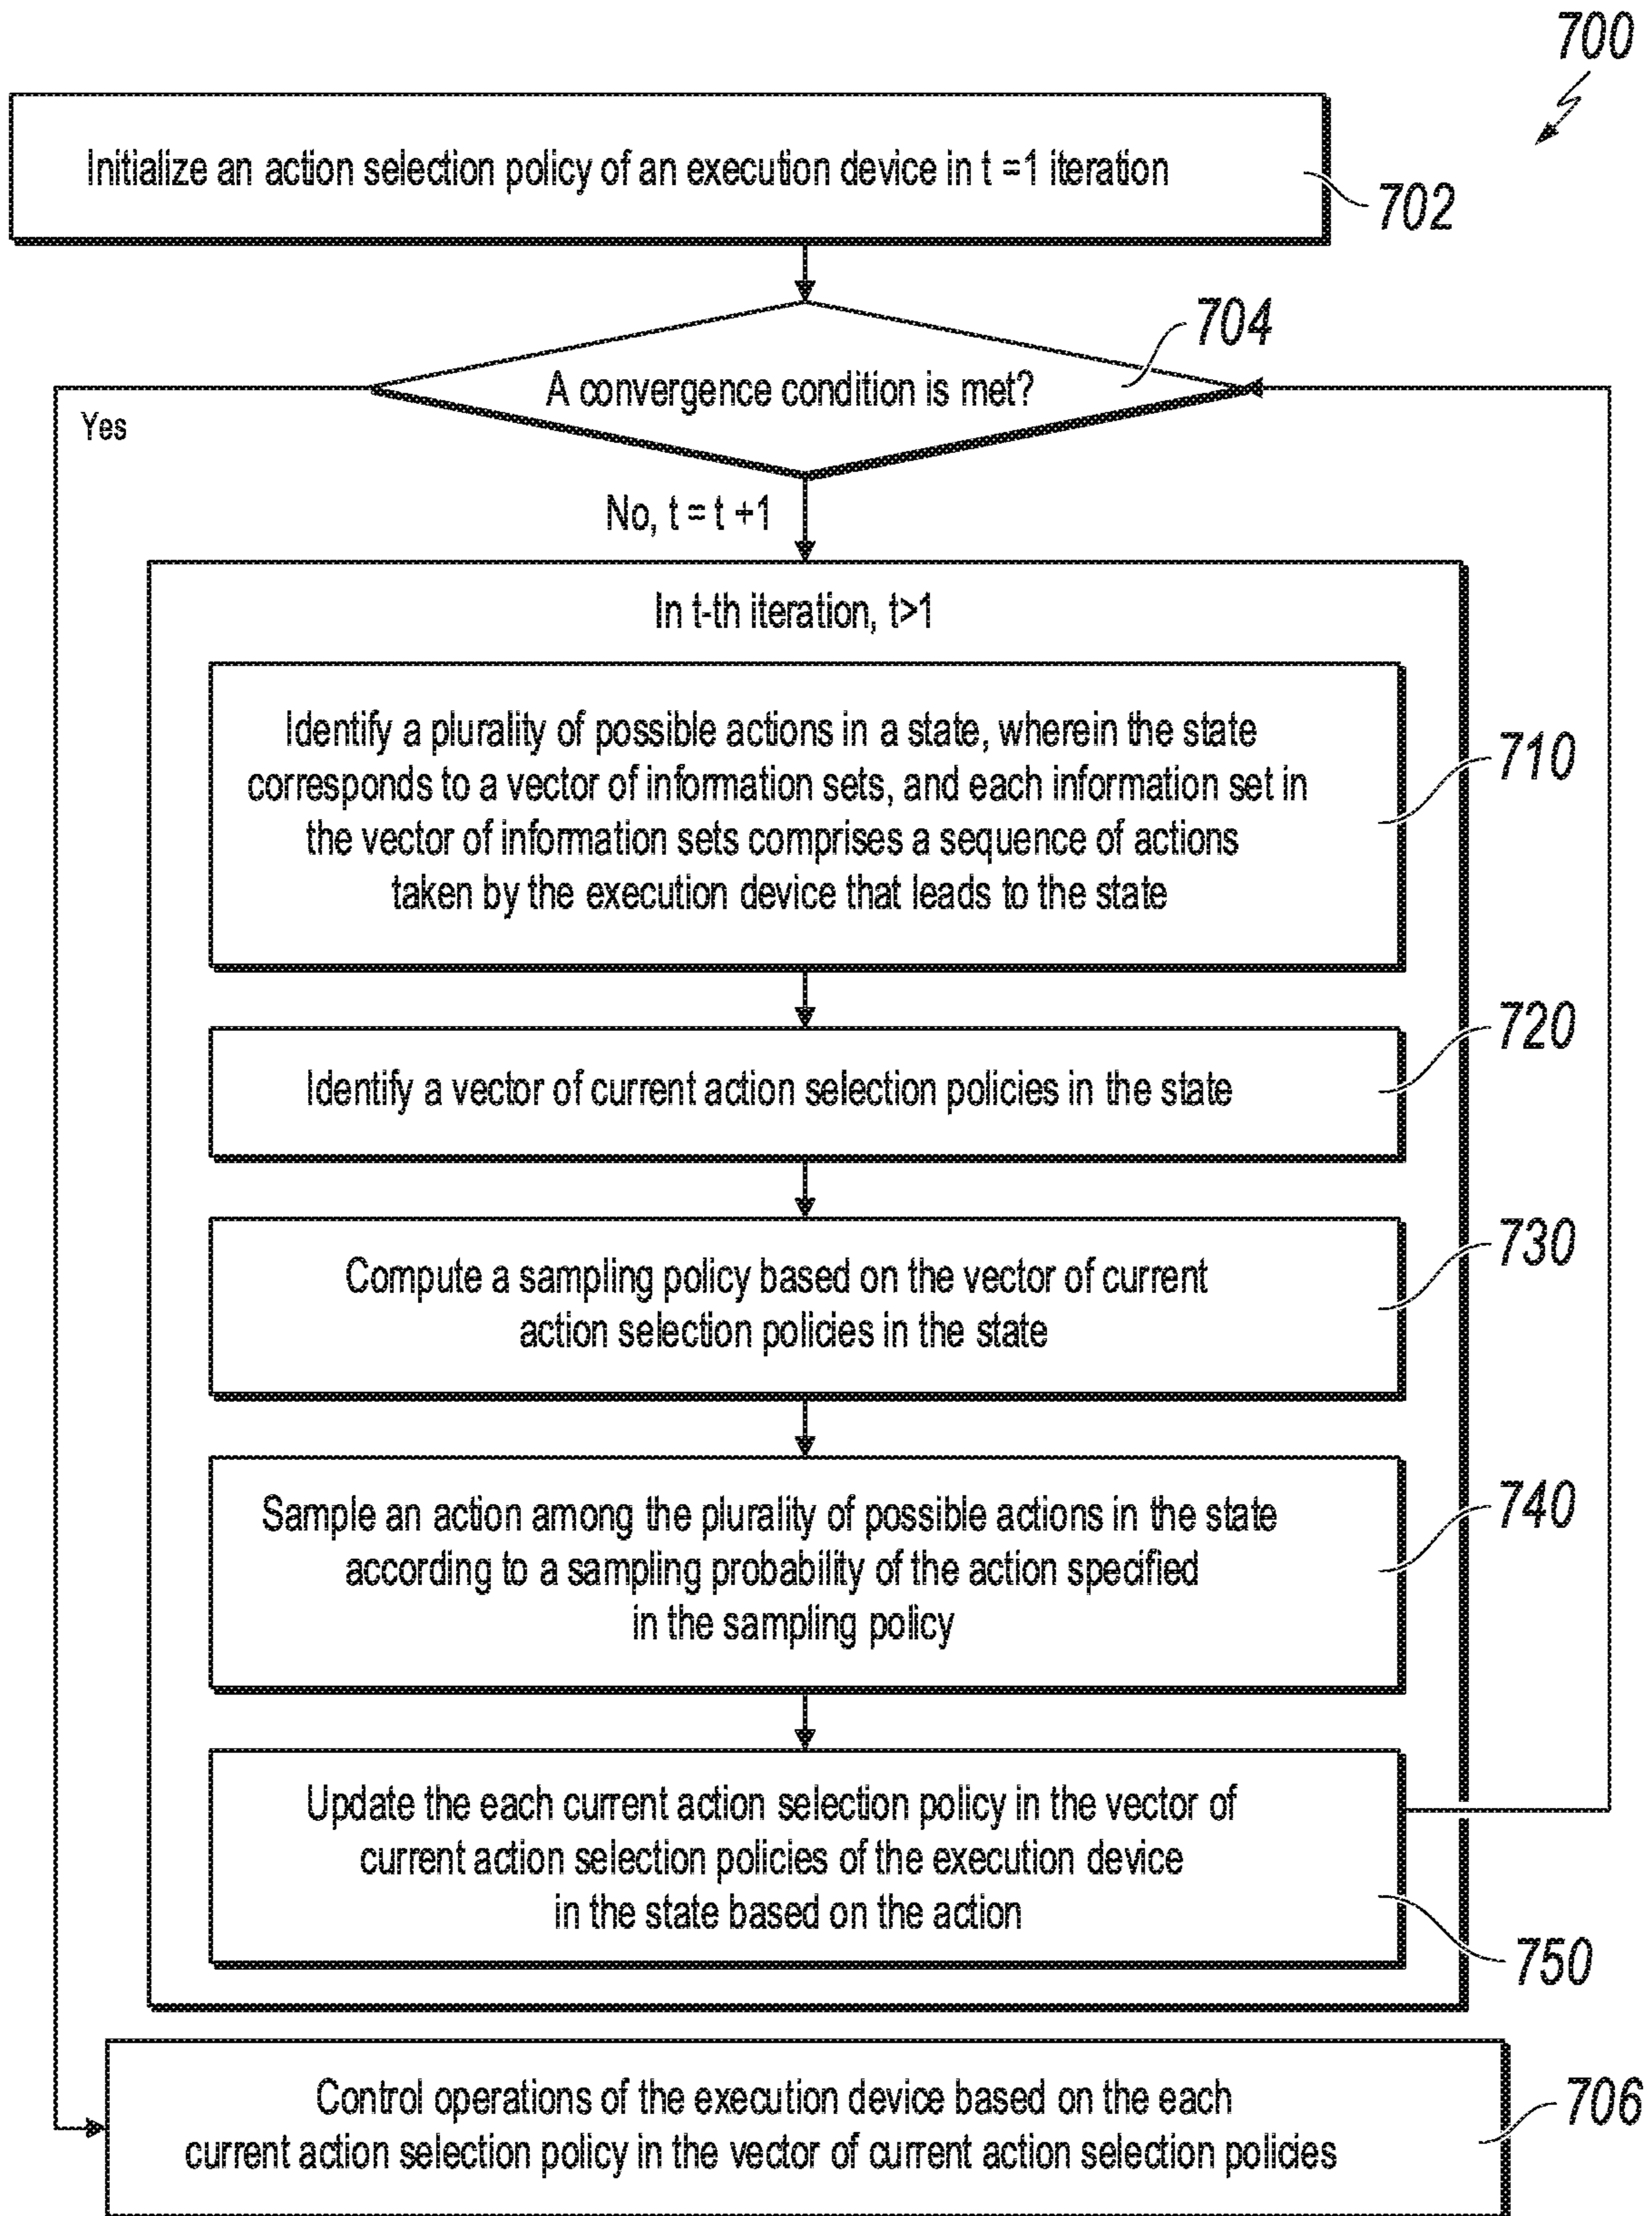 700
Initialize an action selection policy of an execution device in t =1 iteration
702
704
A convergence condition is met?
Yes
No, t = t +1
In t-th iteration, t>1
Identify a plurality of possible actions in a state, wherein the state
corresponds to a vector of information sets, and each information set in
the vector of information sets comprises a sequence of actions
taken by the execution device that leads to the state
710
720
Identify a vector of current action selection policies in the state
730
Compute a sampling policy based on the vector of current
action selection policies in the state
740
Sample an action among the plurality of possible actions in the state
according to a sampling probability of the action specified
in the sampling policy
Update the each current action selection policy in the vector of
current action selection policies of the execution device
in the state based on the action
750
Control operations of the execution device based on the each
current action selection policy in the vector of current action selection policies
706